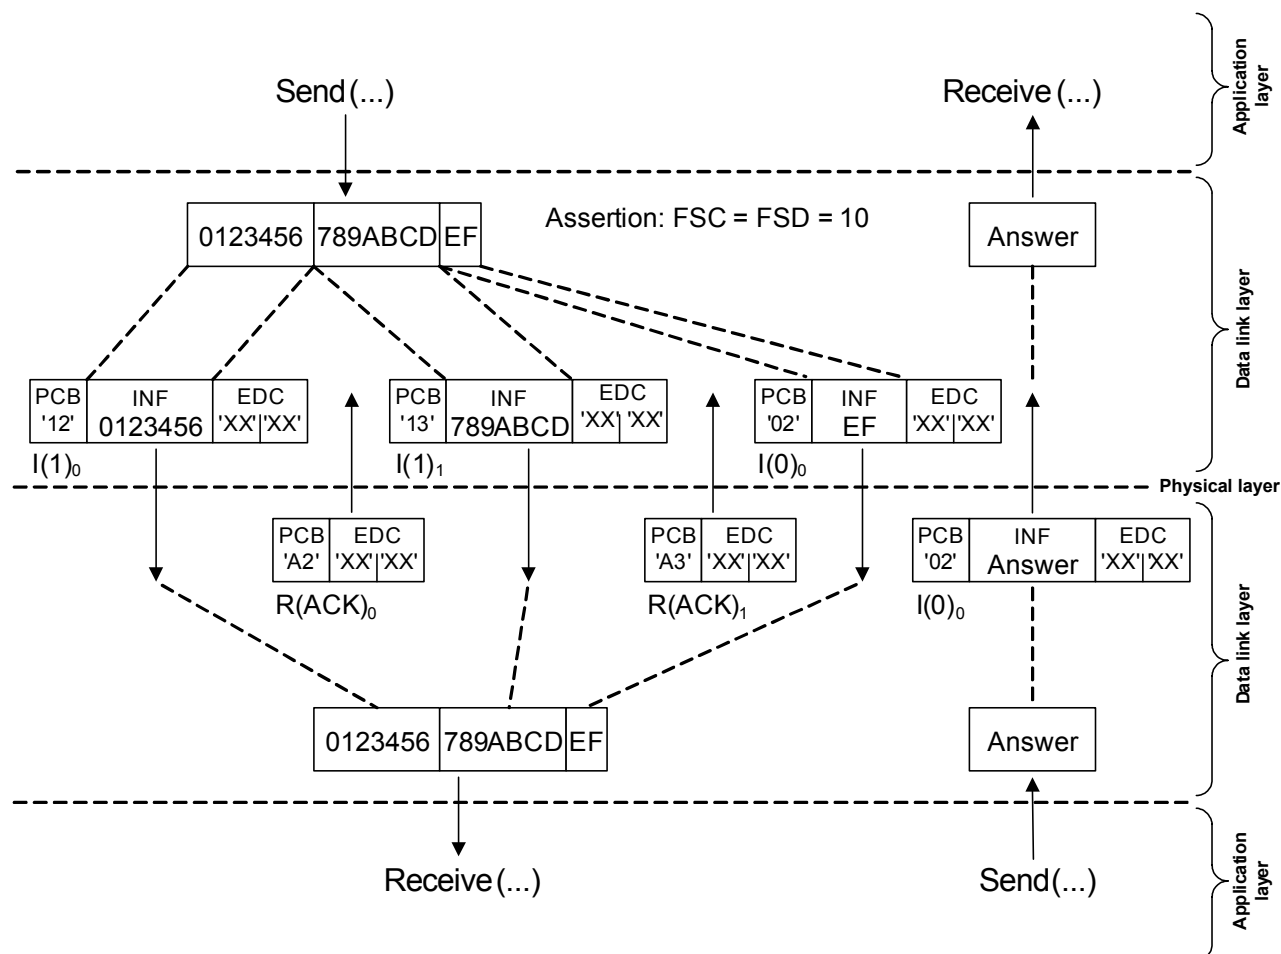 Send(...)
Receive(...)
Application
layer
0123456 789ABCD EF
Assertion: FSC = FSD = 10
Answer
Data link layer
PCB INF EDC
'12' 0123456 'XX' 'XX'
I(1)₀
PCB INF EDC
'13' 789ABCD 'XX' 'XX'
I(1)₁
PCB INF EDC
'02' EF 'XX' 'XX'
I(0)₀
Physical layer
PCB EDC
'A2' 'XX' 'XX'
R(ACK)₀
PCB EDC
'A3' 'XX' 'XX'
R(ACK)₁
PCB INF EDC
'02' Answer 'XX' 'XX'
I(0)₀
Data link layer
0123456 789ABCD EF
Answer
Receive(...)
Send(...)
Application
layer